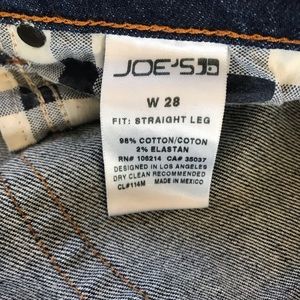 JOE'S
W 28
FIT: STRAIGHT LEG
98% COTTON/COTON
2% ELASTAN
RN# 106214 CA# 35037
DESIGNED IN LOS ANGELES
DRY CLEAN RECOMMENDED
CL#114M MADE IN MEXICO